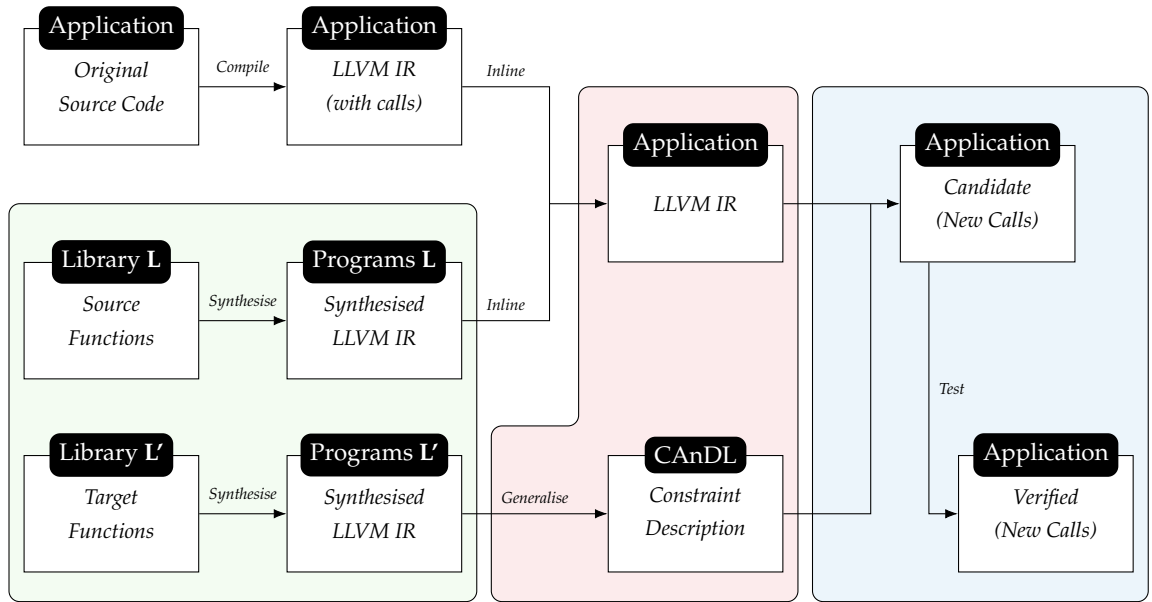 Application
Original
Source Code
Compile
Application
LLVM IR
(with calls)
Inline
Library L
Source
Functions
Synthesise
Programs L
Synthesised
LLVM IR
Inline
Library L'
Target
Functions
Synthesise
Programs L'
Synthesised
LLVM IR
Generalise
Application
LLVM IR
CAnDL
Constraint
Description
Application
Candidate
(New Calls)
Test
Application
Verified
(New Calls)